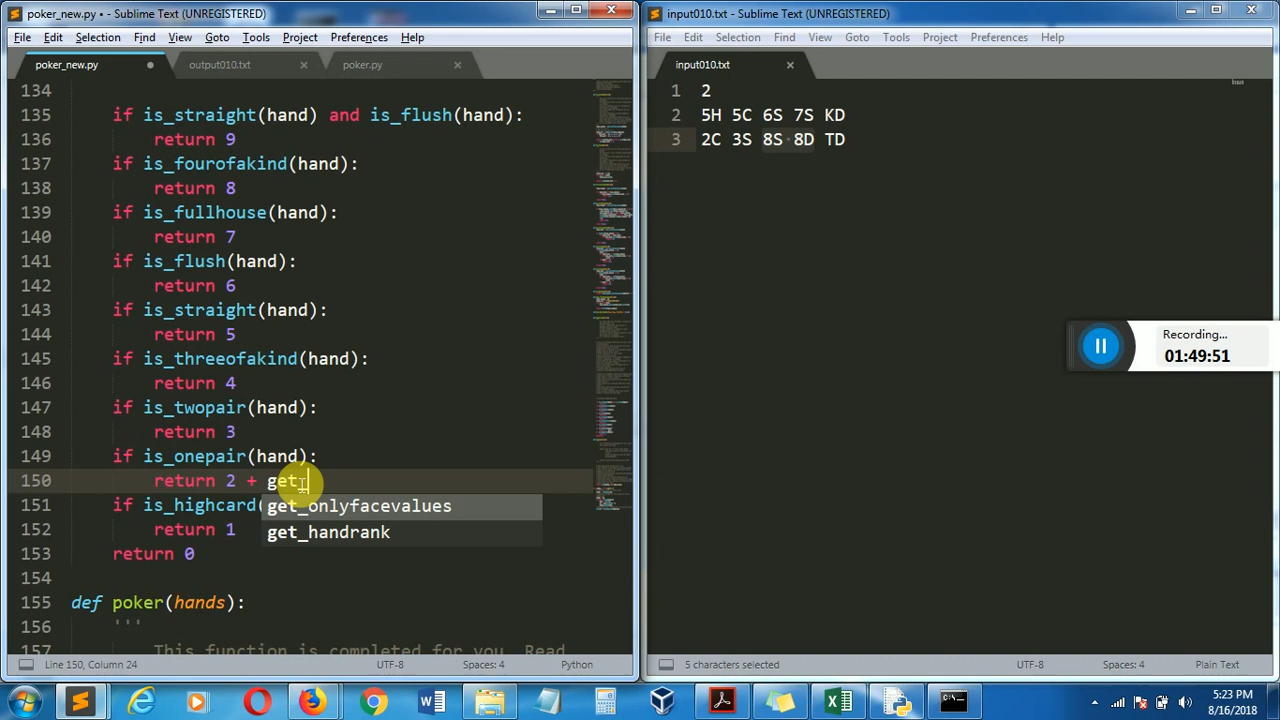 poker_new.py • - Sublime Text (UNREGISTERED)
File Edit Selection Find View Goto Tools Project Preferences Help
poker_new.py output010.txt poker.py
134
135 if is_straight(hand) and is_flush(hand):
136 return 9
137 if is_fourofakind(hand):
138 return 8
139 if is_fullhouse(hand):
140 return 7
141 if is_flush(hand):
142 return 6
143 if is_straight(hand):
144 return 5
145 if is_threeofakind(hand):
146 return 4
147 if is_twopair(hand):
148 return 3
149 if is_onepair(hand):
150 return 2 + get_
get_onlyfacevalues
get_handrank
151 if is_highcard(
152 return 1
153 return 0
154
155 def poker(hands):
156 '''
157 This function is completed for you. Read
Line 150, Column 24 UTF-8 Spaces: 4 Python
input010.txt - Sublime Text (UNREGISTERED)
File Edit Selection Find View Goto Tools Project Preferences Help
input010.txt
1 2
2 5H 5C 6S 7S KD
3 2C 3S 8S 8D TD
5 characters selected UTF-8 Spaces: 4 Plain Text
Recording...
01:49:51
5:23 PM
8/16/2018